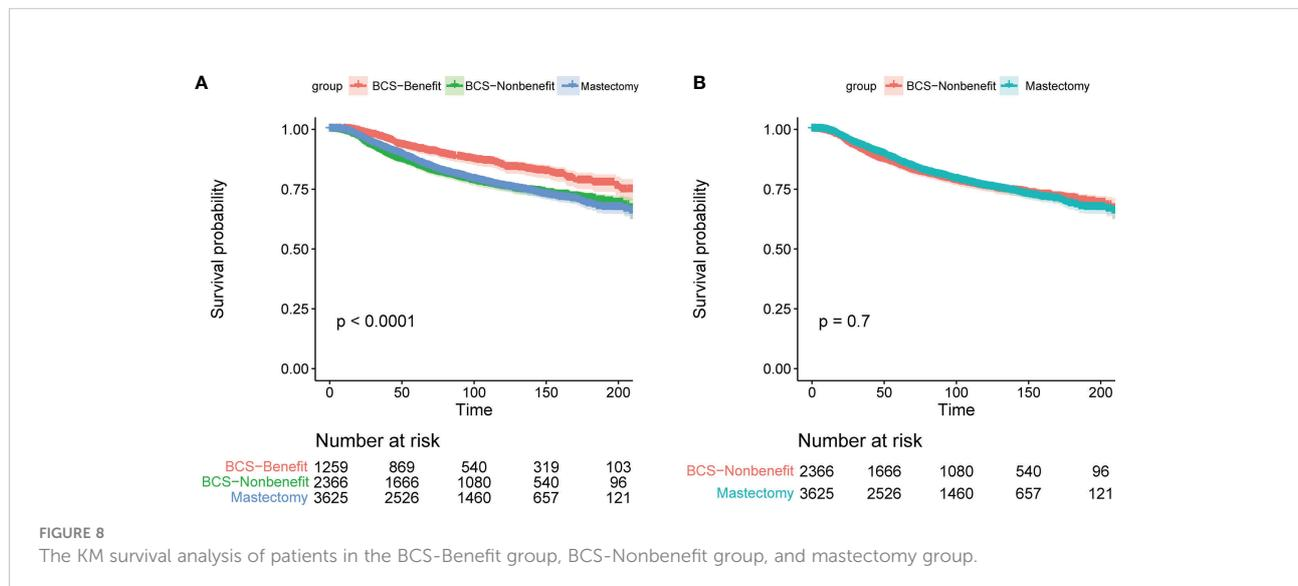 A
group BCS−Benefit BCS−Nonbenefit Mastectomy
Survival probability
1.00
0.75
0.50
0.25
0.00
p < 0.0001
0 50 100 150 200
Time
Number at risk
BCS−Benefit 1259 869 540 319 103
BCS−Nonbenefit 2366 1666 1080 540 96
Mastectomy 3625 2526 1460 657 121
B
group BCS−Nonbenefit Mastectomy
Survival probability
1.00
0.75
0.50
0.25
0.00
p = 0.7
0 50 100 150 200
Time
Number at risk
BCS−Nonbenefit 2366 1666 1080 540 96
Mastectomy 3625 2526 1460 657 121
FIGURE 8
The KM survival analysis of patients in the BCS-Benefit group, BCS-Nonbenefit group, and mastectomy group.